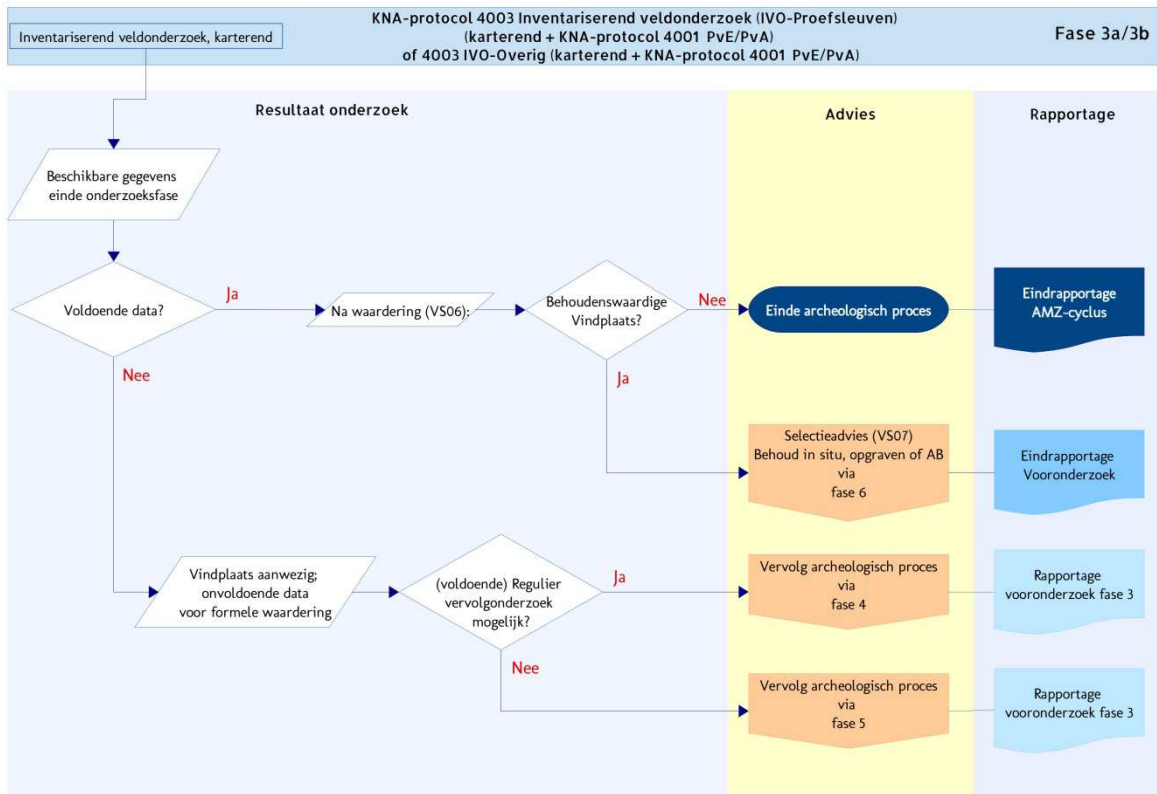 KNA-protocol 4003 Inventariserend veldonderzoek (IVO-Proefsleuven)
(karterend + KNA-protocol 4001 PvE/PvA)
of 4003 IVO-Overig (karterend + KNA-protocol 4001 PvE/PvA)
Fase 3a/3b
Inventariserend veldonderzoek, karterend
Resultaat onderzoek
Advies
Rapportage
Beschikbare gegevens
einde onderzoeksfase
Voldoende data?
Ja
Na waardering (VS06):
Behoudenswaardige
Vindplaats?
Nee
Einde archeologisch proces
Eindrapportage
AMZ-cyclus
Nee
Ja
Selectieadvies (VS07)
Behoud in situ, opgraven of AB
via
fase 6
Eindrapportage
Vooronderzoek
Vindplaats aanwezig;
onvoldoende data
voor formele waardering
(voldoende) Regulier
vervolgonderzoek
mogelijk?
Ja
Vervolg archeologisch proces
via
fase 4
Rapportage
vooronderzoek fase 3
Nee
Vervolg archeologisch proces
via
fase 5
Rapportage
vooronderzoek fase 3